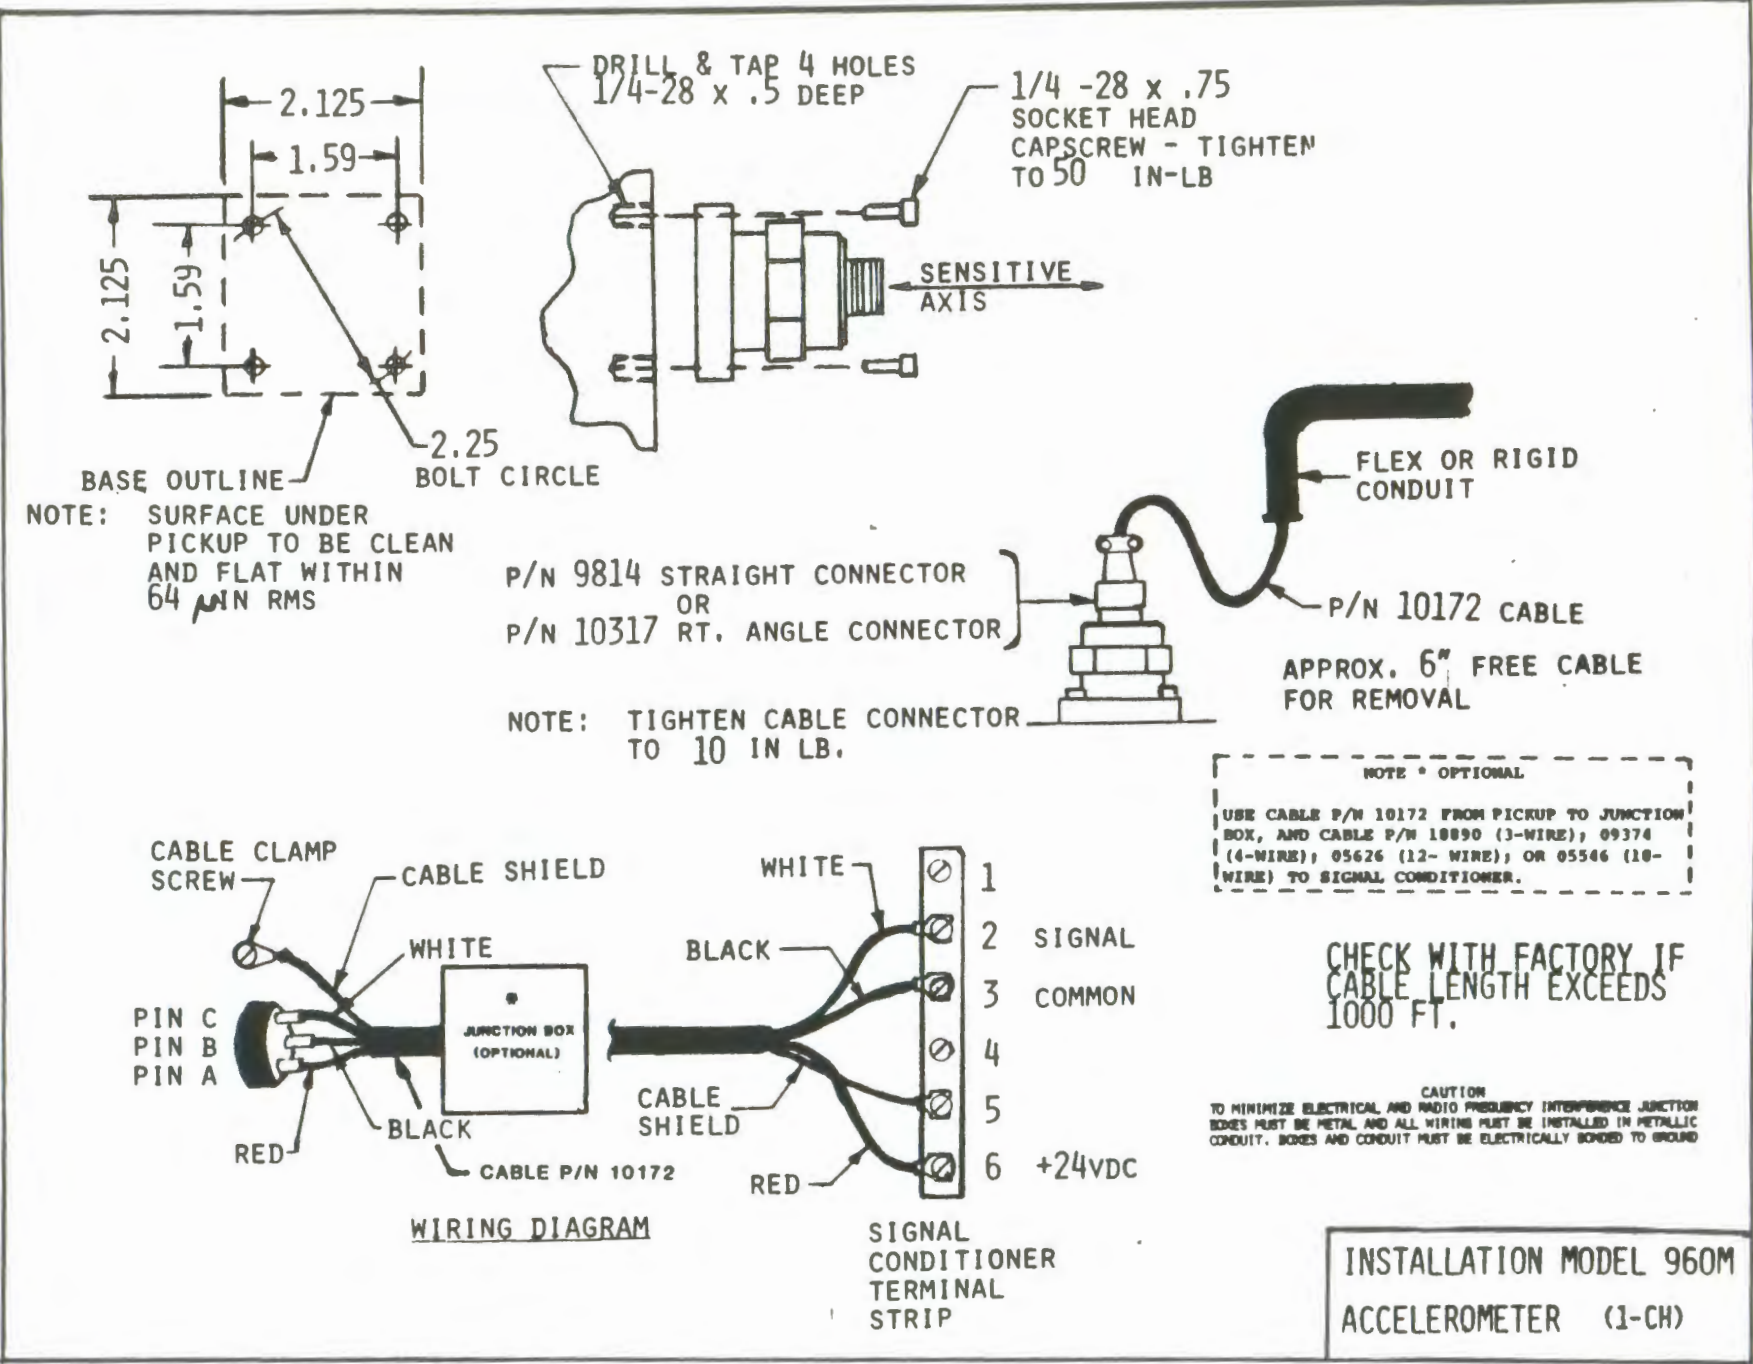 2.125
1.59
2.125
1.59
2.25
BOLT CIRCLE
BASE OUTLINE
NOTE: SURFACE UNDER
PICKUP TO BE CLEAN
AND FLAT WITHIN
64 µIN RMS
DRILL & TAP 4 HOLES
1/4-28 x .5 DEEP
1/4 -28 x .75
SOCKET HEAD
CAPSCREW - TIGHTEN
TO 50 IN-LB
SENSITIVE
AXIS
FLEX OR RIGID
CONDUIT
P/N 9814 STRAIGHT CONNECTOR
OR
P/N 10317 RT. ANGLE CONNECTOR
P/N 10172 CABLE
APPROX. 6" FREE CABLE
FOR REMOVAL
NOTE: TIGHTEN CABLE CONNECTOR
TO 10 IN LB.
NOTE * OPTIONAL
USE CABLE P/N 10172 FROM PICKUP TO JUNCTION
BOX, AND CABLE P/N 18890 (3-WIRE); 09374
(4-WIRE); 05626 (12- WIRE); OR 05546 (18-
WIRE) TO SIGNAL CONDITIONER.
CABLE CLAMP
SCREW
CABLE SHIELD
WHITE
PIN C
PIN B
PIN A
RED
BLACK
CABLE P/N 10172
*
JUNCTION BOX
(OPTIONAL)
WIRING DIAGRAM
WHITE
BLACK
CABLE
SHIELD
RED
1
2 SIGNAL
3 COMMON
4
5
6 +24VDC
SIGNAL
CONDITIONER
TERMINAL
STRIP
CHECK WITH FACTORY IF
CABLE LENGTH EXCEEDS
1000 FT.
CAUTION
TO MINIMIZE ELECTRICAL AND RADIO FREQUENCY INTERFERENCE JUNCTION
BOXES MUST BE METAL AND ALL WIRING MUST BE INSTALLED IN METALLIC
CONDUIT. BOXES AND CONDUIT MUST BE ELECTRICALLY BONDED TO GROUND
INSTALLATION MODEL 960M
ACCELEROMETER (1-CH)